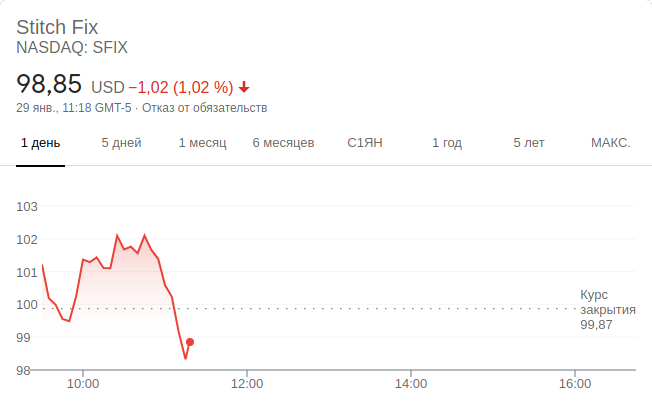 Stitch Fix
NASDAQ: SFIX
98,85 USD −1,02 (1,02 %)
29 янв., 11:18 GMT-5 · Отказ от обязательств
1 день 5 дней 1 месяц 6 месяцев С1ЯН 1 год 5 лет МАКС.
103
102
101
100
99
98
Курс
закрытия
99,87
10:00 12:00 14:00 16:00